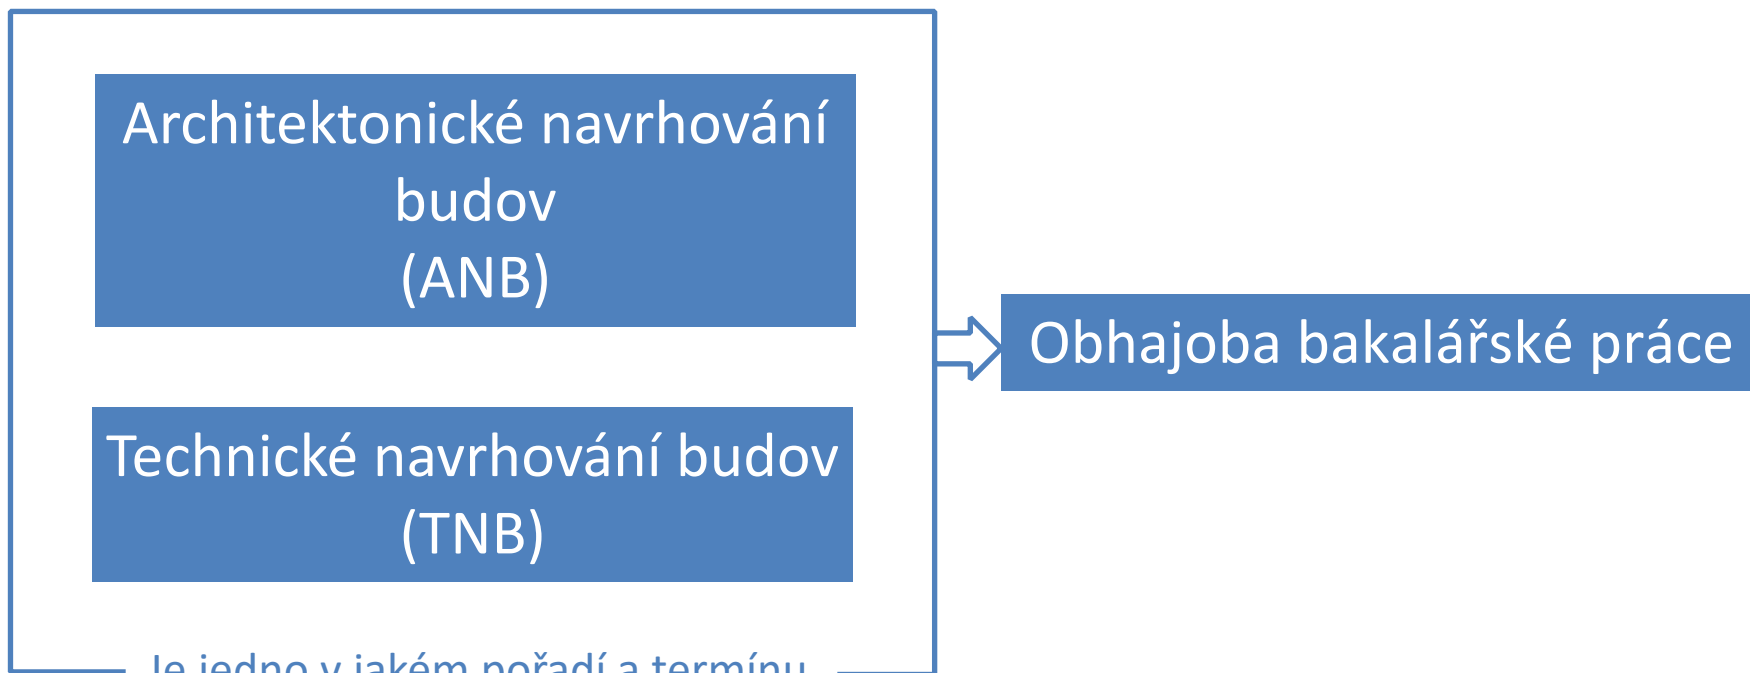 Architektonické navrhování
budov
(ANB)
Technické navrhování budov
(TNB)
Obhajoba bakalářské práce
Je jedno v jakém pořadí a termínu